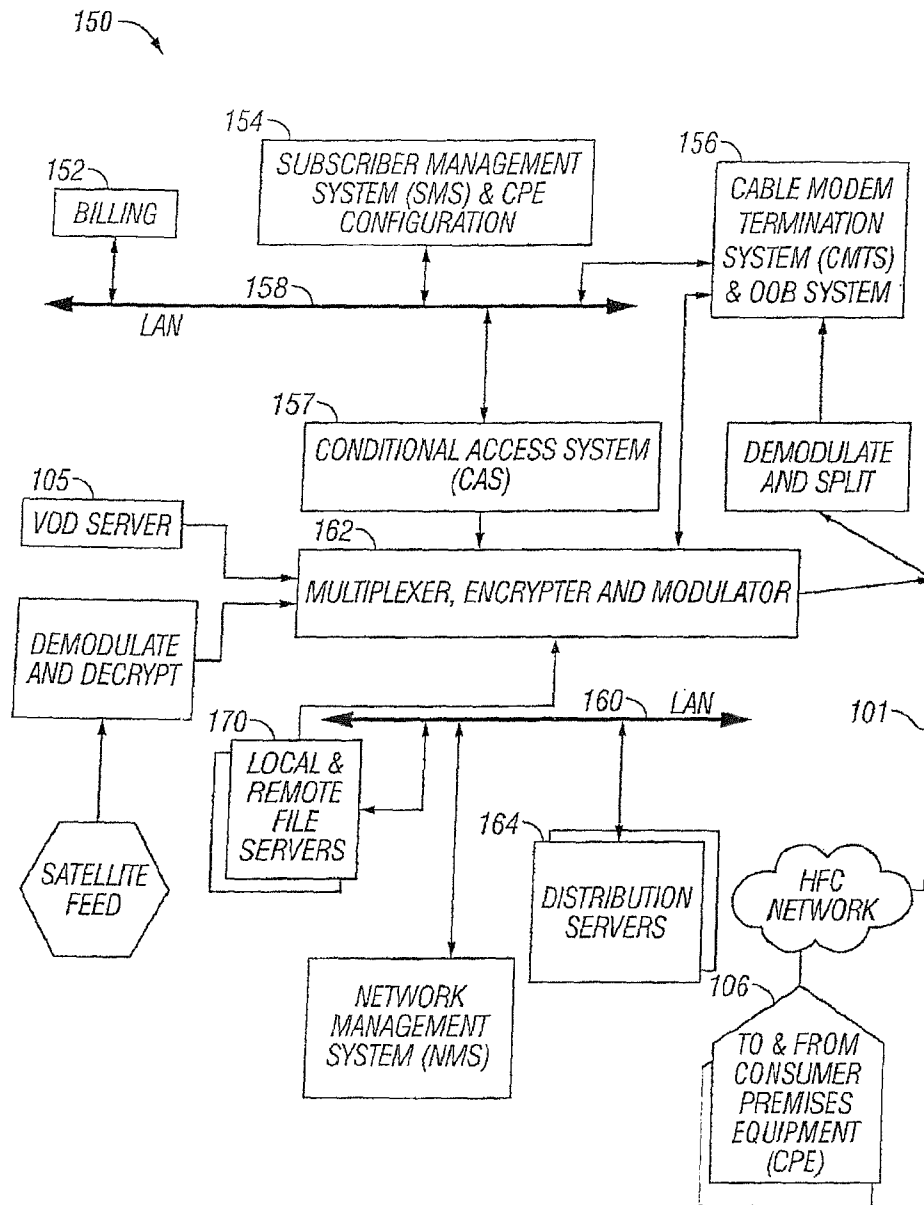 150
154
SUBSCRIBER MANAGEMENT
SYSTEM (SMS) & CPE
CONFIGURATION
152
BILLING
156
CABLE MODEM
TERMINATION
SYSTEM (CMTS)
& OOB SYSTEM
158
LAN
157
CONDITIONAL ACCESS SYSTEM
(CAS)
DEMODULATE
AND SPLIT
105
VOD SERVER
162
MULTIPLEXER, ENCRYPTER AND MODULATOR
DEMODULATE
AND DECRYPT
160
LAN
101
170
LOCAL &
REMOTE
FILE
SERVERS
164
DISTRIBUTION
SERVERS
SATELLITE
FEED
HFC
NETWORK
NETWORK
MANAGEMENT
SYSTEM (NMS)
106
TO & FROM
CONSUMER
PREMISES
EQUIPMENT
(CPE)